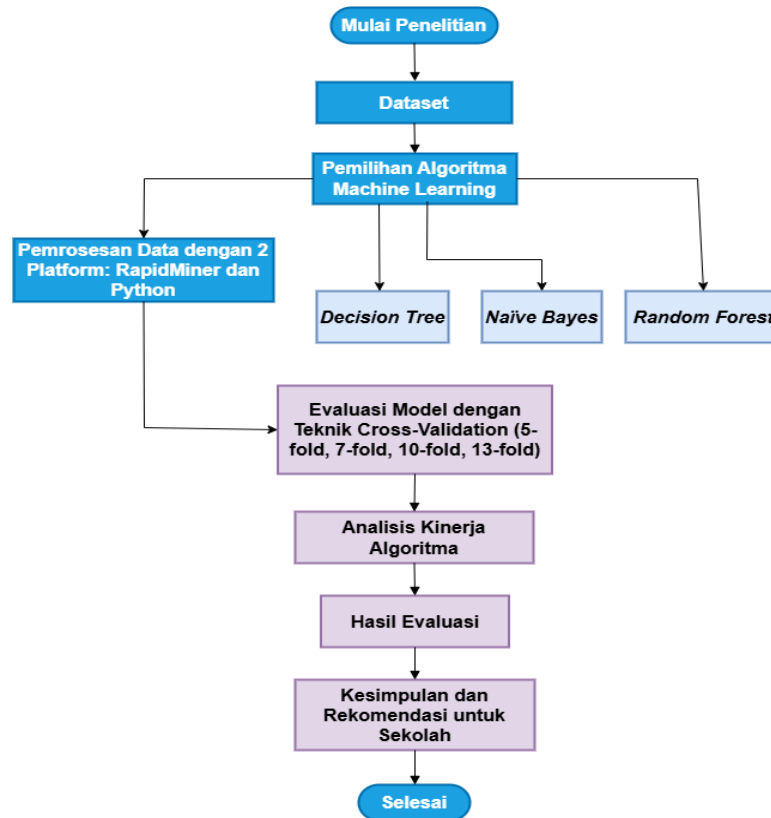 Mulai Penelitian
Dataset
Pemilihan Algoritma
Machine Learning
Pemrosesan Data dengan 2
Platform: RapidMiner dan
Python
Decision Tree
Naïve Bayes
Random Forest
Evaluasi Model dengan
Teknik Cross-Validation (5-
fold, 7-fold, 10-fold, 13-fold)
Analisis Kinerja
Algoritma
Hasil Evaluasi
Kesimpulan dan
Rekomendasi untuk
Sekolah
Selesai